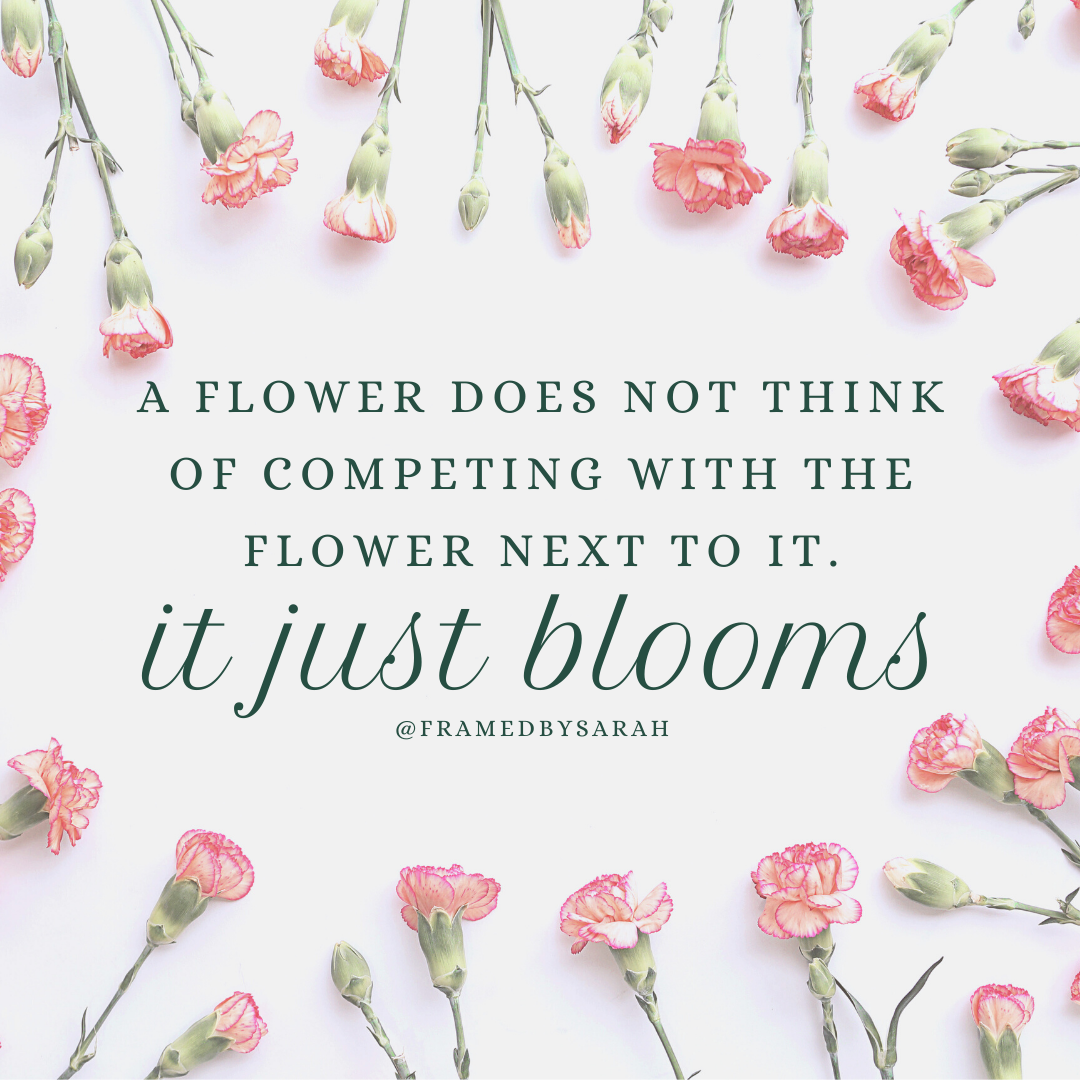 A FLOWER DOES NOT THINK
OF COMPETING WITH THE
FLOWER NEXT TO IT.
it just blooms
@FRAMEDBYSARAH